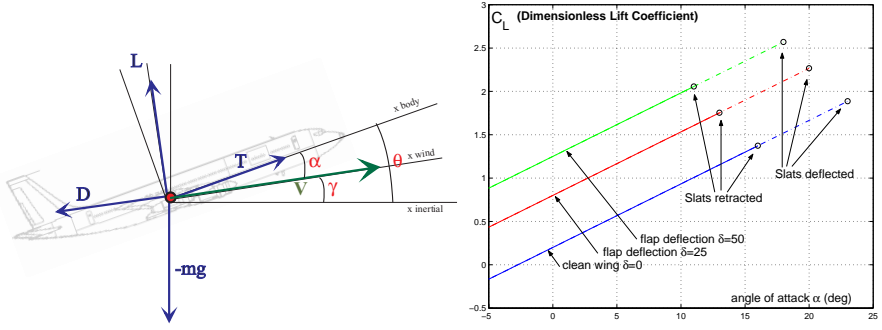 L
x body
T
α
x wind
θ
D
V
γ
x inertial
-mg
C_L (Dimensionless Lift Coefficient)
3
2.5
2
1.5
1
0.5
0
-0.5
Slats deflected
Slats retracted
flap deflection δ=50
flap deflection δ=25
clean wing δ=0
angle of attack α (deg)
-5 0 5 10 15 20 25